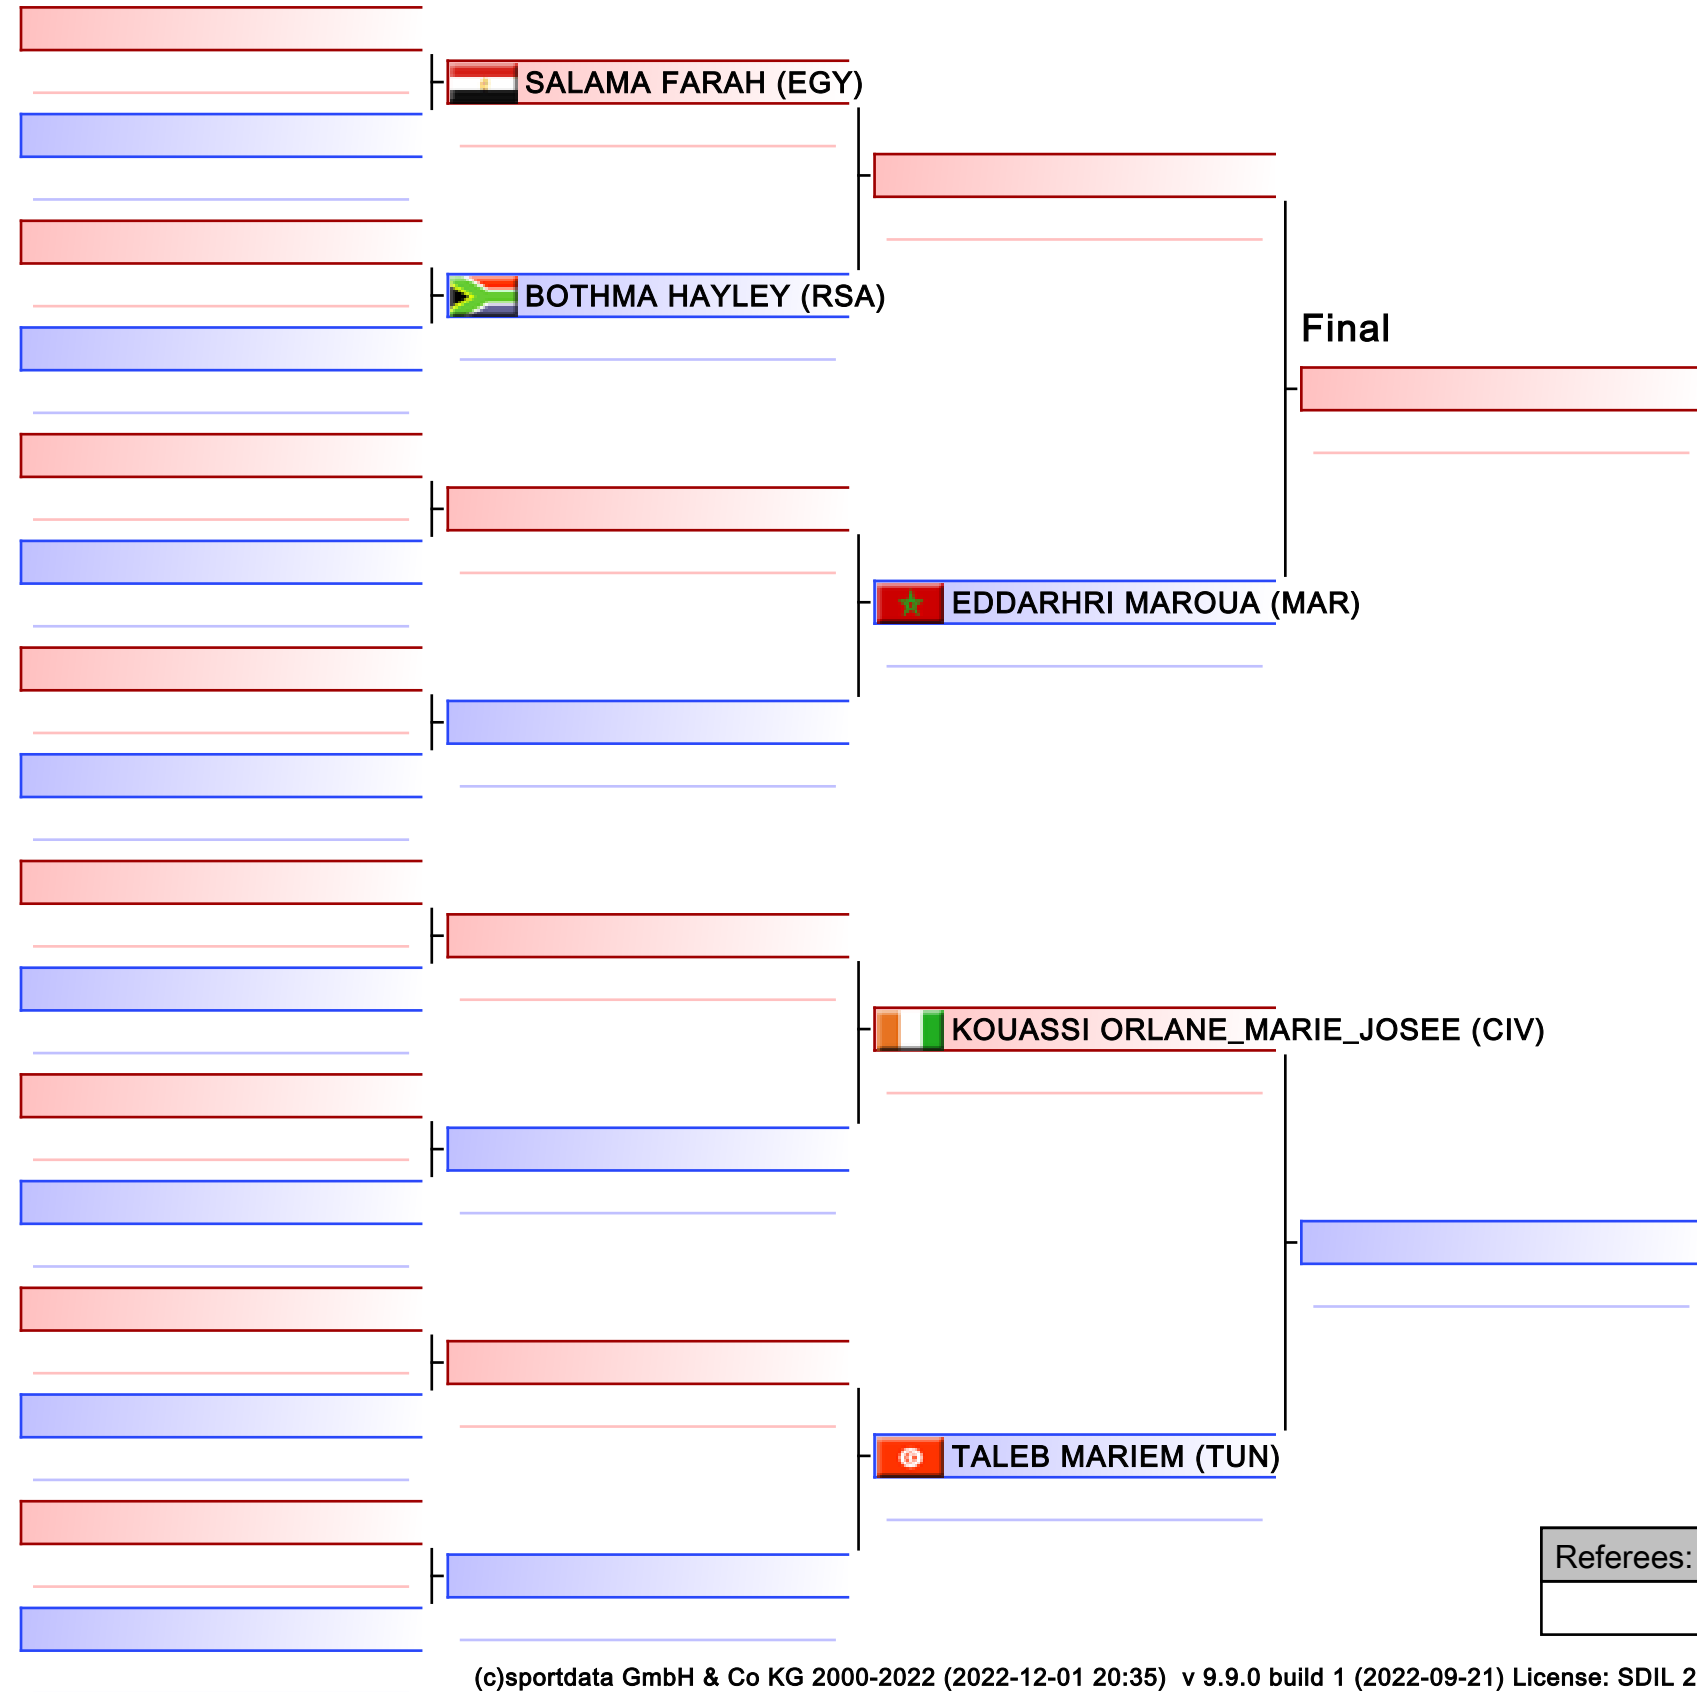 SALAMA FARAH (EGY)
BOTHMA HAYLEY (RSA)
Final
EDDARHRI MAROUA (MAR)
KOUASSI ORLANE_MARIE_JOSEE (CIV)
TALEB MARIEM (TUN)
Referees:
(c)sportdata GmbH & Co KG 2000-2022 (2022-12-01 20:35) v 9.9.0 build 1 (2022-09-21) License: SDIL 2